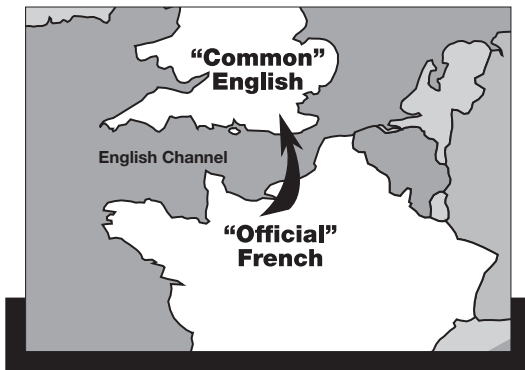 “Common”
English
English Channel
“Official”
French